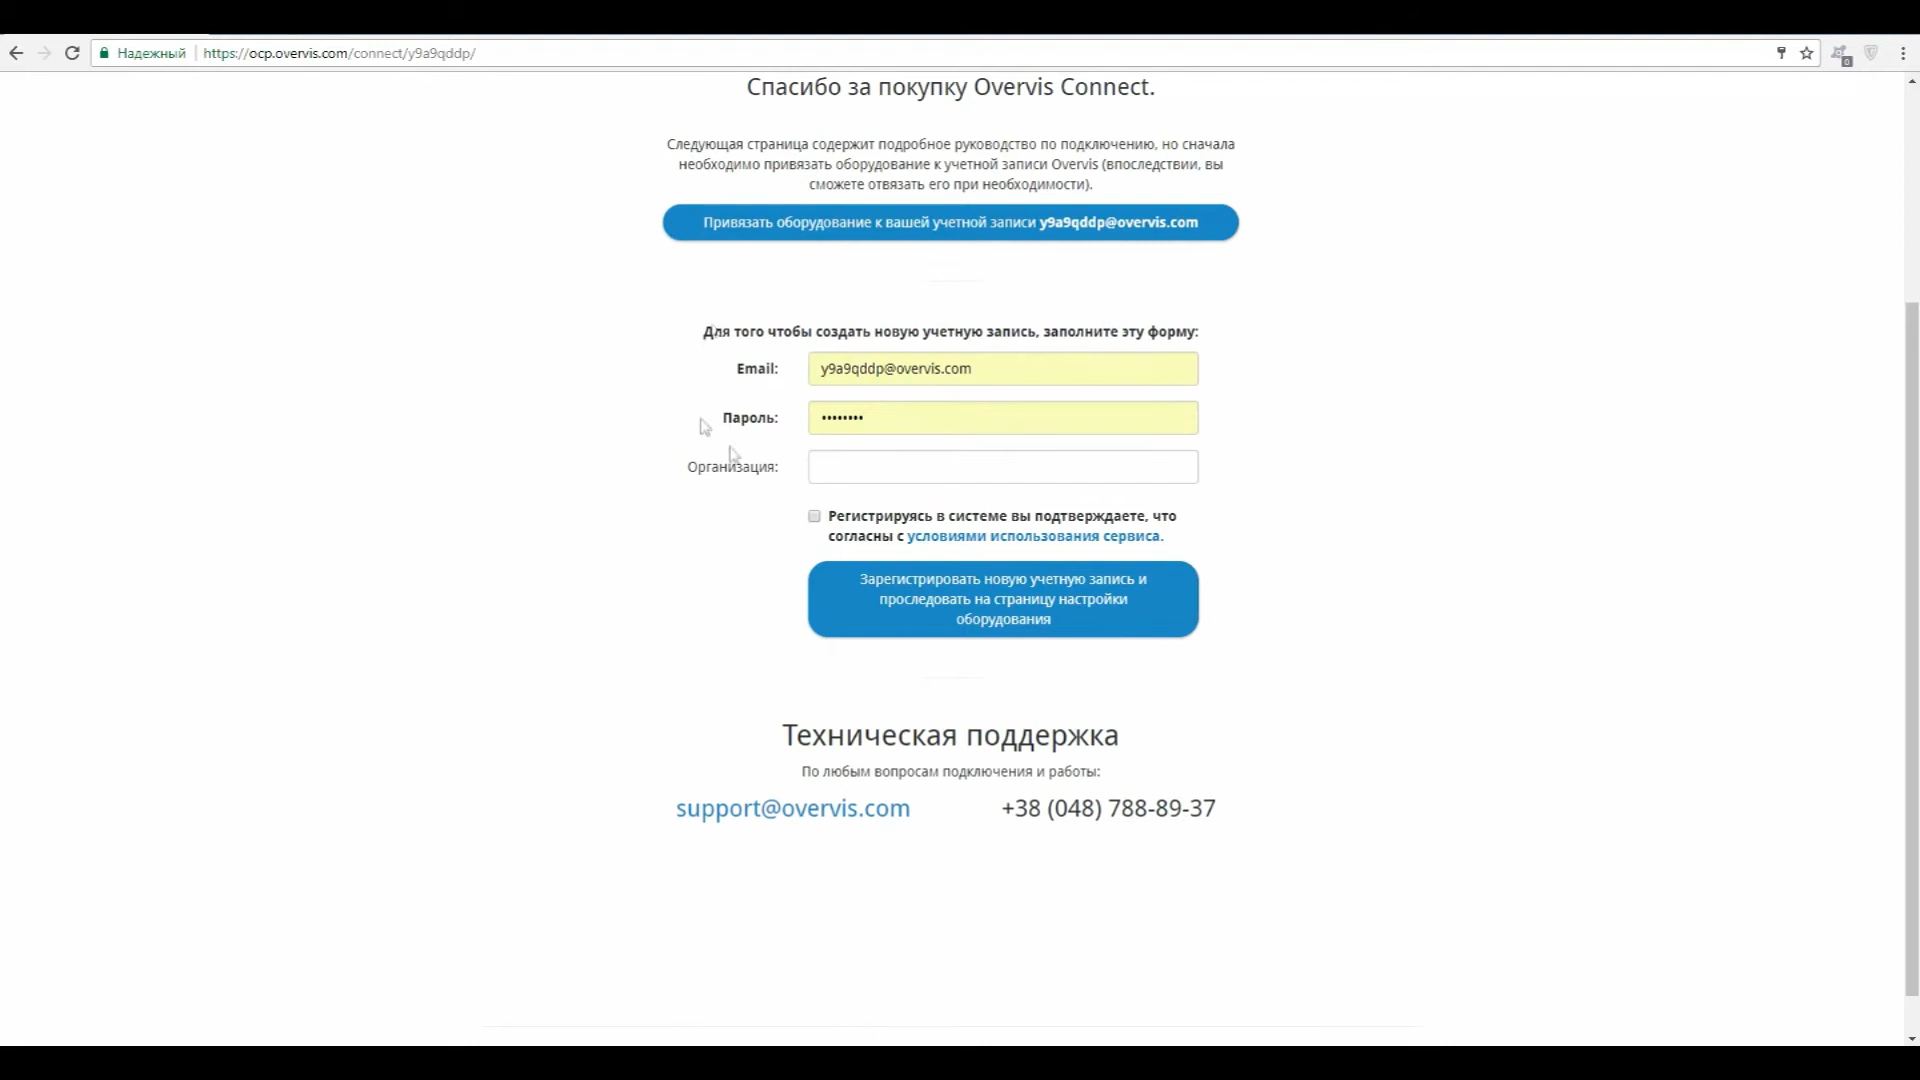 Надежный https://ocp.overvis.com/connect/y9a9qddp/
0
Спасибо за покупку Overvis Connect.
Следующая страница содержит подробное руководство по подключению, но сначала
необходимо привязать оборудование к учетной записи Overvis (впоследствии, вы
сможете отвязать его при необходимости).
Привязать оборудование к вашей учетной записи y9a9qddp@overvis.com
Для того чтобы создать новую учетную запись, заполните эту форму:
Email: y9a9qddp@overvis.com
Пароль: ••••••••
Организация:
Регистрируясь в системе вы подтверждаете, что
согласны с условиями использования сервиса.
Зарегистрировать новую учетную запись и
проследовать на страницу настройки
оборудования
Техническая поддержка
По любым вопросам подключения и работы:
support@overvis.com +38 (048) 788-89-37